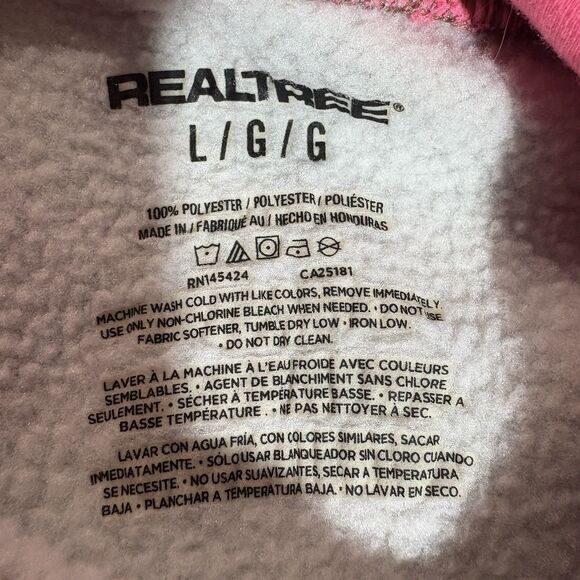 REALTREE®
L/G/G
100% POLYESTER / POLYESTER / POLIÉSTER
MADE IN / FABRIQUÉ AU / HECHO EN HONDURAS
RN145424 CA25181
MACHINE WASH COLD WITH LIKE COLORS, REMOVE IMMEDIATELY
USE ONLY NON-CHLORINE BLEACH WHEN NEEDED. • DO NOT USE
FABRIC SOFTENER, TUMBLE DRY LOW • IRON LOW.
• DO NOT DRY CLEAN.
LAVER À LA MACHINE À L'EAU FROIDE AVEC COULEURS
SEMBLABLES. • AGENT DE BLANCHIMENT SANS CHLORE
SEULEMENT. • SÉCHER À TEMPÉRATURE BASSE. • REPASSER A
BASSE TEMPÉRATURE . • NE PAS NETTOYER À SEC.
LAVAR CON AGUA FRÍA, CON COLORES SIMILARES, SACAR
INMEDIATAMENTE. • SÓLO USAR BLANQUEADOR SIN CLORO CUANDO
SE NECESITE. • NO USAR SUAVIZANTES, SECAR A TEMPERATURA
BAJA • PLANCHAR A TEMPERATURA BAJA. • NO LAVAR EN SECO.